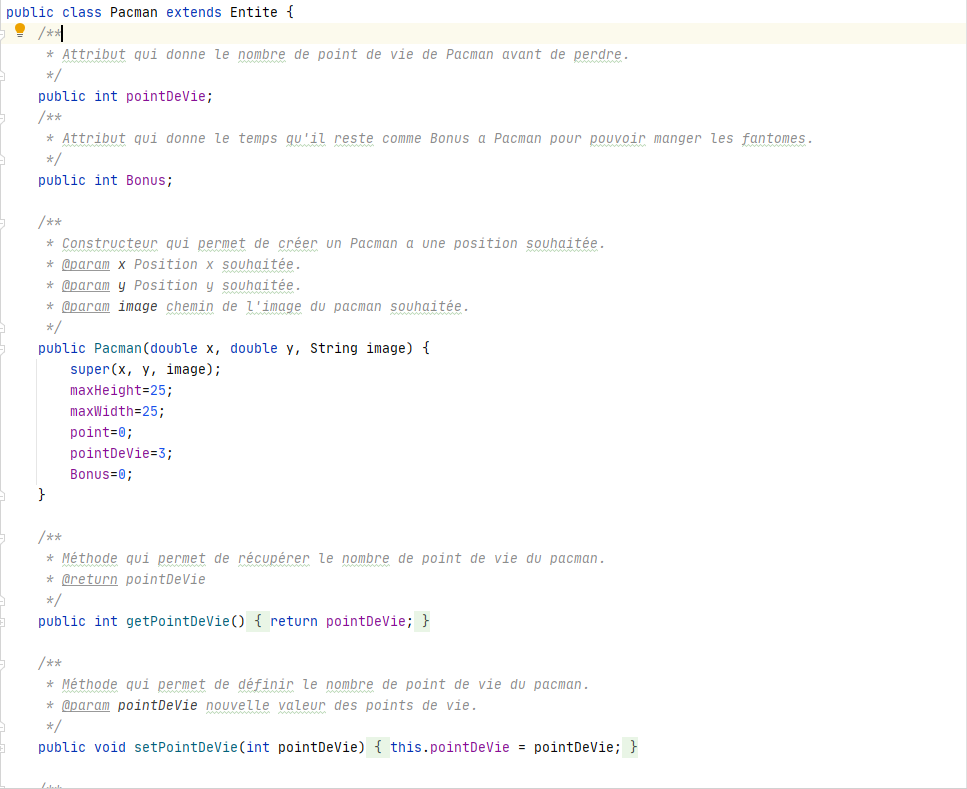 public class Pacman extends Entite {
/**
* Attribut qui donne le nombre de point de vie de Pacman avant de perdre.
*/
public int pointDeVie;
/**
* Attribut qui donne le temps qu'il reste comme Bonus a Pacman pour pouvoir manger les fantomes.
*/
public int Bonus;
/**
* Constructeur qui permet de créer un Pacman a une position souhaitée.
* @param x Position x souhaitée.
* @param y Position y souhaitée.
* @param image chemin de l'image du pacman souhaitée.
*/
public Pacman(double x, double y, String image) {
super(x, y, image);
maxHeight=25;
maxWidth=25;
point=0;
pointDeVie=3;
Bonus=0;
}
/**
* Méthode qui permet de récupérer le nombre de point de vie du pacman.
* @return pointDeVie
*/
public int getPointDeVie() { return pointDeVie; }
/**
* Méthode qui permet de définir le nombre de point de vie du pacman.
* @param pointDeVie nouvelle valeur des points de vie.
*/
public void setPointDeVie(int pointDeVie) { this.pointDeVie = pointDeVie; }
/**